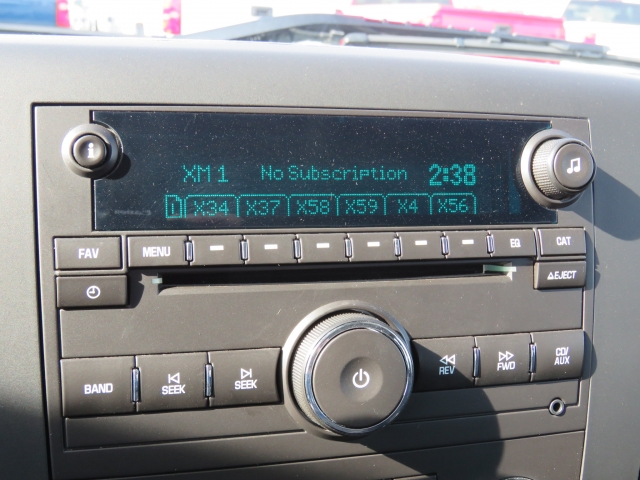 i
XM1 No Subscription 2:38
1 X34 X37 X58 X59 X4 X56
FAV MENU EQ CAT
EJECT
BAND SEEK SEEK REV FWD CD/
AUX